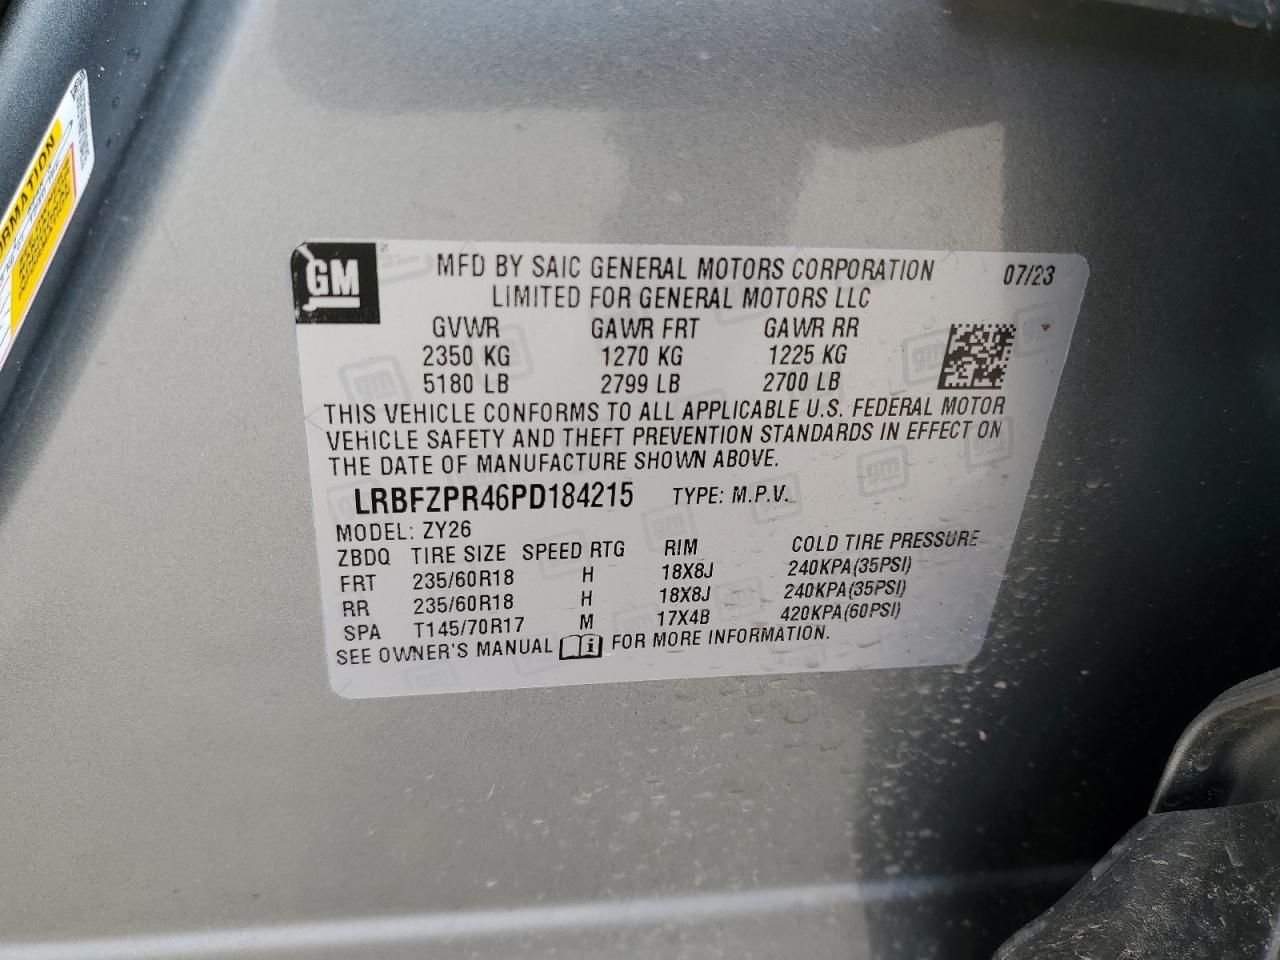 GM
MFD BY SAIC GENERAL MOTORS CORPORATION 07/23
LIMITED FOR GENERAL MOTORS LLC
GVWR GAWR FRT GAWR RR
2350 KG 1270 KG 1225 KG
5180 LB 2799 LB 2700 LB
THIS VEHICLE CONFORMS TO ALL APPLICABLE U.S. FEDERAL MOTOR
VEHICLE SAFETY AND THEFT PREVENTION STANDARDS IN EFFECT ON
THE DATE OF MANUFACTURE SHOWN ABOVE.
LRBFZPR46PD184215 TYPE: M.P.V.
MODEL: ZY26
ZBDQ TIRE SIZE SPEED RTG RIM COLD TIRE PRESSURE
FRT 235/60R18 H 18X8J 240KPA(35PSI)
RR 235/60R18 H 18X8J 240KPA(35PSI)
SPA T145/70R17 M 17X4B 420KPA(60PSI)
SEE OWNER'S MANUAL i FOR MORE INFORMATION.